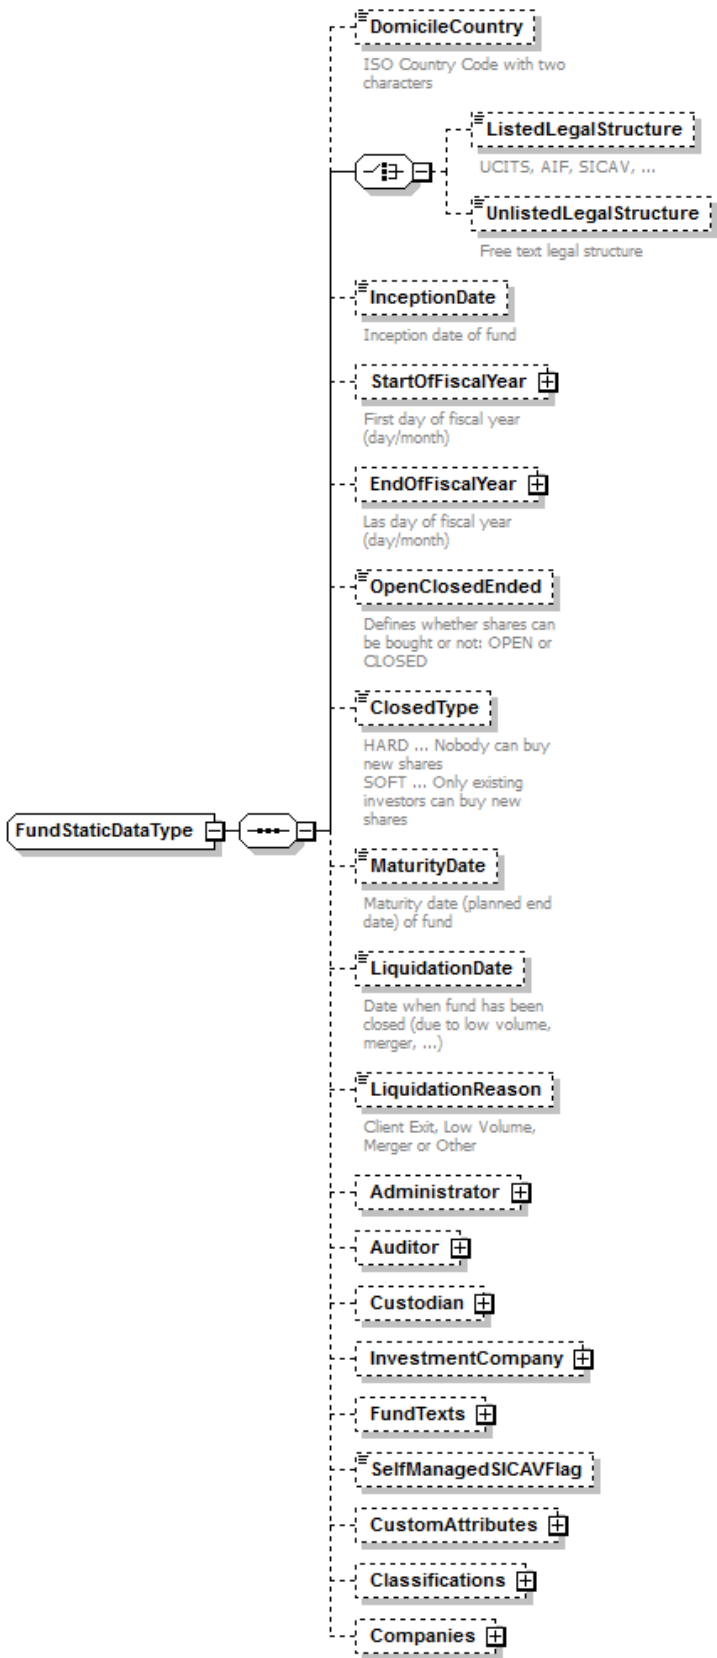 DomicileCountry
ISO Country Code with two
characters
ListedLegalStructure
UCITS, AIF, SICAV, ...
UnlistedLegalStructure
Free text legal structure
InceptionDate
Inception date of fund
StartOfFiscalYear
First day of fiscal year
(day/month)
EndOfFiscalYear
Las day of fiscal year
(day/month)
OpenClosedEnded
Defines whether shares can
be bought or not: OPEN or
CLOSED
ClosedType
HARD ... Nobody can buy
new shares
SOFT ... Only existing
investors can buy new
shares
FundStaticDataType
MaturityDate
Maturity date (planned end
date) of fund
LiquidationDate
Date when fund has been
closed (due to low volume,
merger, ...)
LiquidationReason
Client Exit, Low Volume,
Merger or Other
Administrator
Auditor
Custodian
InvestmentCompany
FundTexts
SelfManagedSICAVFlag
CustomAttributes
Classifications
Companies